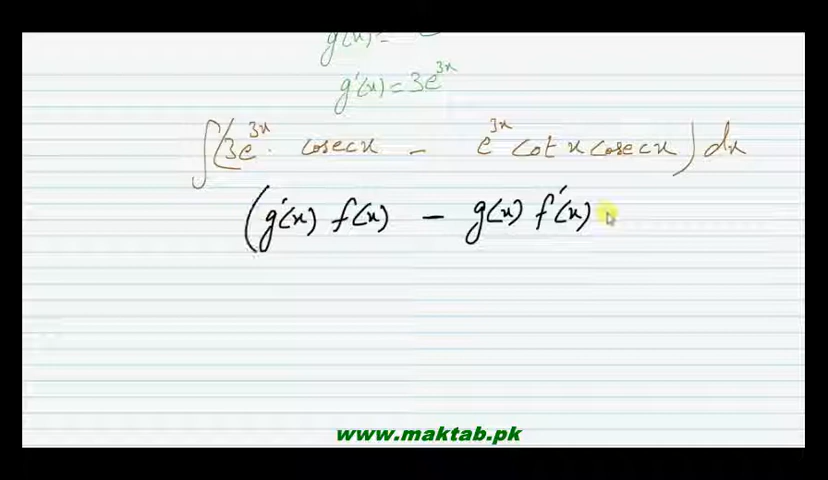 g(x) =
g'(x) = 3e^{3x}
∫(3e^{3x} · cosec x − e^{3x} cot x cosec x) dx
(g'(x) f(x) − g(x) f'(x)
www.maktab.pk